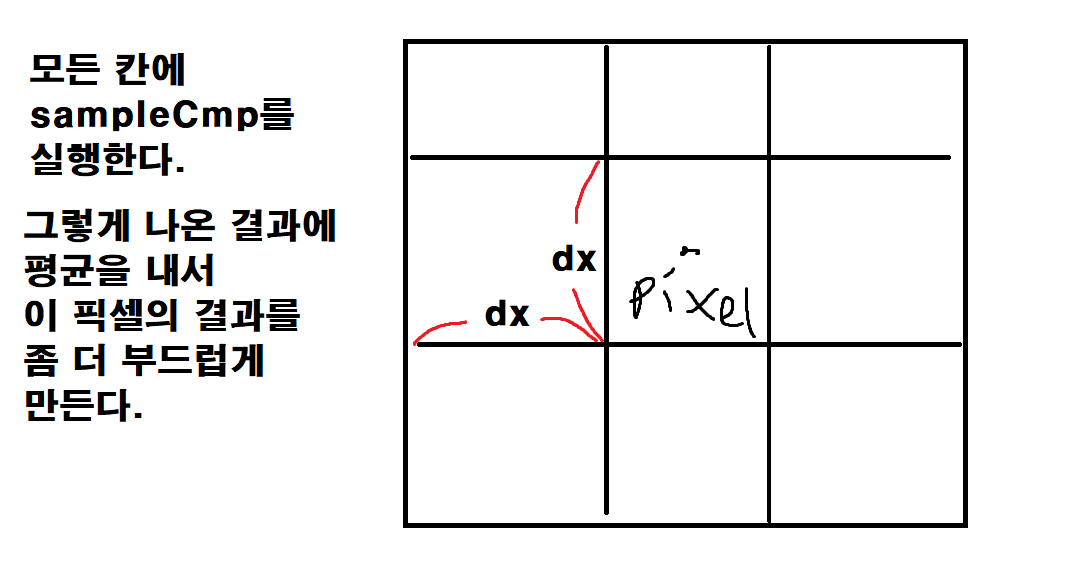 모든 칸에
sampleCmp를
실행한다.
그렇게 나온 결과에
평균을 내서
이 픽셀의 결과를
좀 더 부드럽게
만든다.
dx
dx
pixel